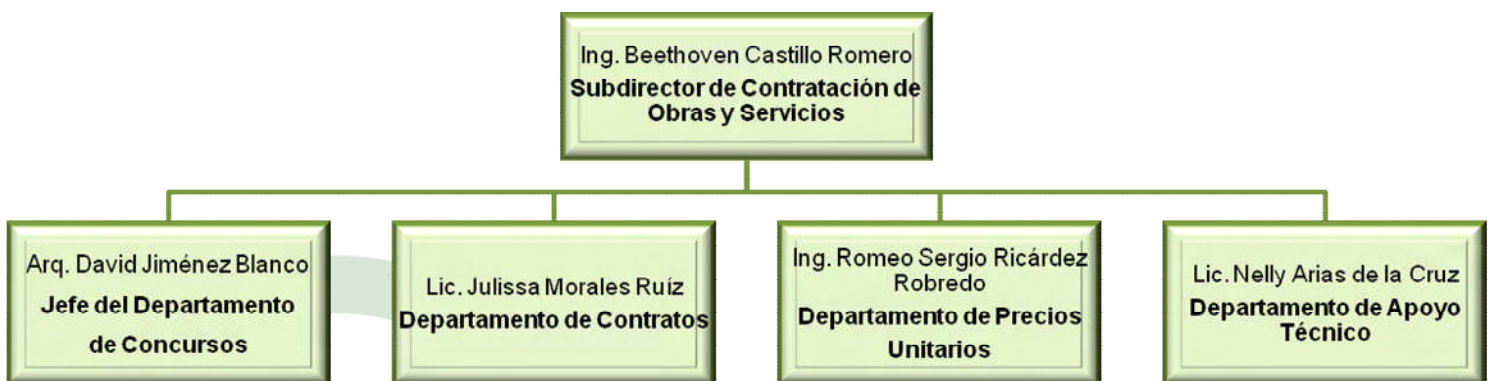 Ing. Beethoven Castillo Romero
Subdirector de Contratación de
Obras y Servicios
Arq. David Jiménez Blanco
Jefe del Departamento
de Concursos
Lic. Julissa Morales Ruíz
Departamento de Contratos
Ing. Romeo Sergio Ricárdez
Robredo
Departamento de Precios
Unitarios
Lic. Nelly Arias de la Cruz
Departamento de Apoyo
Técnico